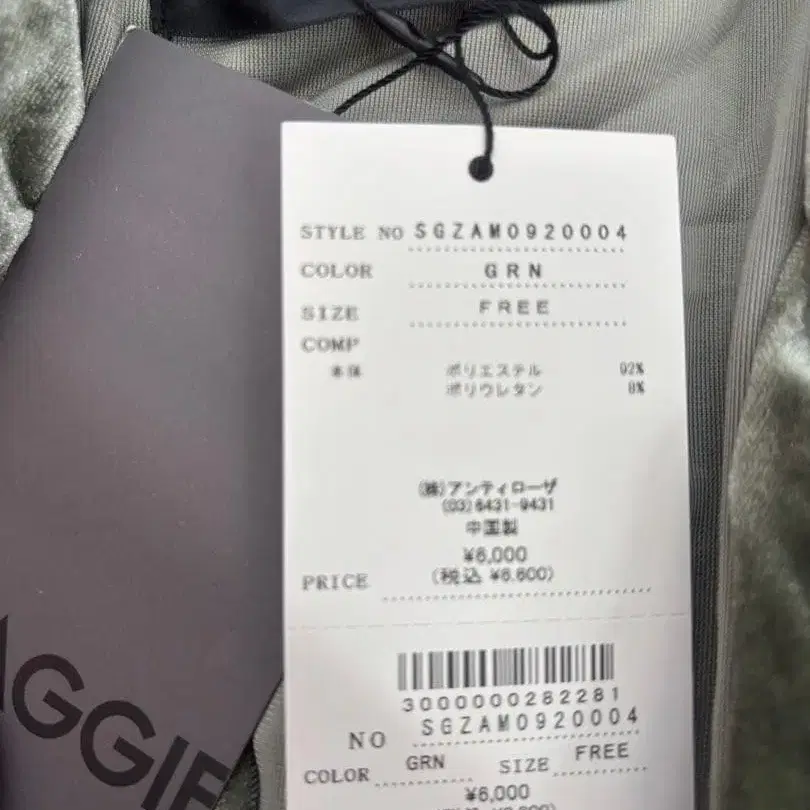 STYLE NO SGZAM0920004
COLOR GRN
SIZE FREE
COMP
本体 ポリエステル 92%
ポリウレタン 8%
(株)アンティローザ
(03)6431-9431
中国製
¥6,000
PRICE (税込 ¥6,600)
3000000282281
NO SGZAM0920004
COLOR GRN SIZE FREE
¥6,000
AGGIE